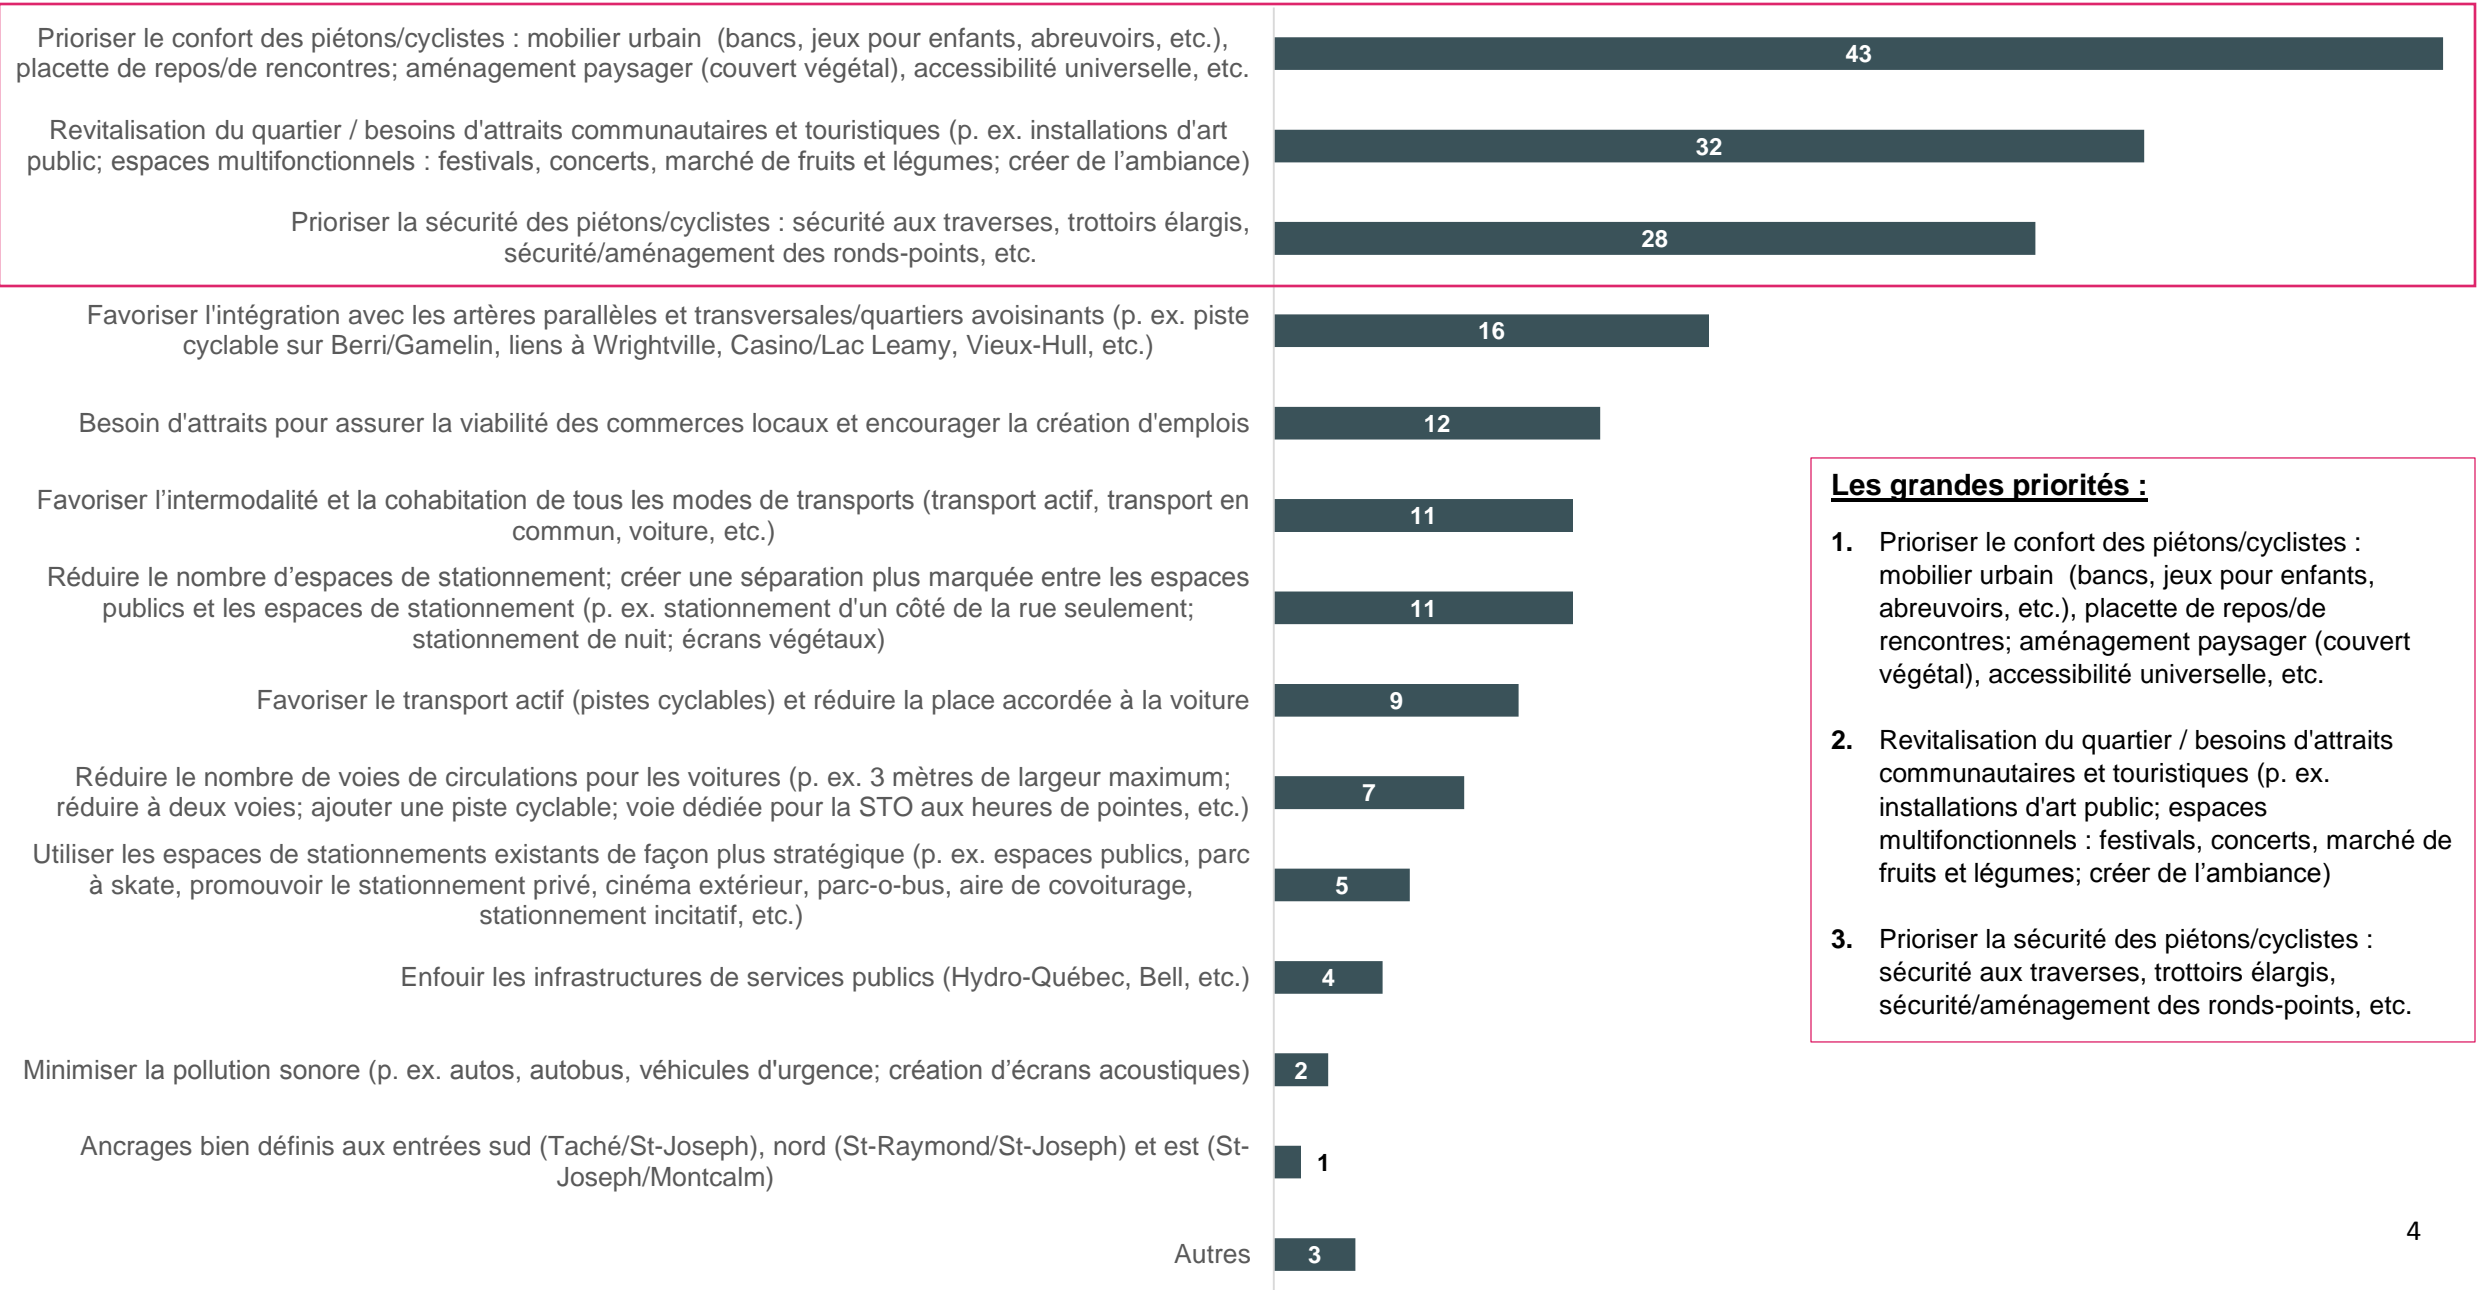 Prioriser le confort des piétons/cyclistes : mobilier urbain  (bancs, jeux pour enfants, abreuvoirs, etc.),
placette de repos/de rencontres; aménagement paysager (couvert végétal), accessibilité universelle, etc.
43
Revitalisation du quartier / besoins d'attraits communautaires et touristiques (p. ex. installations d'art
public; espaces multifonctionnels : festivals, concerts, marché de fruits et légumes; créer de l’ambiance)
32
Prioriser la sécurité des piétons/cyclistes : sécurité aux traverses, trottoirs élargis,
sécurité/aménagement des ronds-points, etc.
28
Favoriser l'intégration avec les artères parallèles et transversales/quartiers avoisinants (p. ex. piste
cyclable sur Berri/Gamelin, liens à Wrightville, Casino/Lac Leamy, Vieux-Hull, etc.)
16
Besoin d'attraits pour assurer la viabilité des commerces locaux et encourager la création d'emplois
12
Favoriser l’intermodalité et la cohabitation de tous les modes de transports (transport actif, transport en
commun, voiture, etc.)
11
Réduire le nombre d’espaces de stationnement; créer une séparation plus marquée entre les espaces
publics et les espaces de stationnement (p. ex. stationnement d'un côté de la rue seulement;
stationnement de nuit; écrans végétaux)
11
Favoriser le transport actif (pistes cyclables) et réduire la place accordée à la voiture
9
Réduire le nombre de voies de circulations pour les voitures (p. ex. 3 mètres de largeur maximum;
réduire à deux voies; ajouter une piste cyclable; voie dédiée pour la STO aux heures de pointes, etc.)
7
Utiliser les espaces de stationnements existants de façon plus stratégique (p. ex. espaces publics, parc
à skate, promouvoir le stationnement privé, cinéma extérieur, parc-o-bus, aire de covoiturage,
stationnement incitatif, etc.)
5
Enfouir les infrastructures de services publics (Hydro-Québec, Bell, etc.)
4
Minimiser la pollution sonore (p. ex. autos, autobus, véhicules d'urgence; création d’écrans acoustiques)
2
Ancrages bien définis aux entrées sud (Taché/St-Joseph), nord (St-Raymond/St-Joseph) et est (St-
Joseph/Montcalm)
1
Autres
3
Les grandes priorités :
1. Prioriser le confort des piétons/cyclistes :
mobilier urbain  (bancs, jeux pour enfants,
abreuvoirs, etc.), placette de repos/de
rencontres; aménagement paysager (couvert
végétal), accessibilité universelle, etc.
2. Revitalisation du quartier / besoins d'attraits
communautaires et touristiques (p. ex.
installations d'art public; espaces
multifonctionnels : festivals, concerts, marché de
fruits et légumes; créer de l’ambiance)
3. Prioriser la sécurité des piétons/cyclistes :
sécurité aux traverses, trottoirs élargis,
sécurité/aménagement des ronds-points, etc.
4